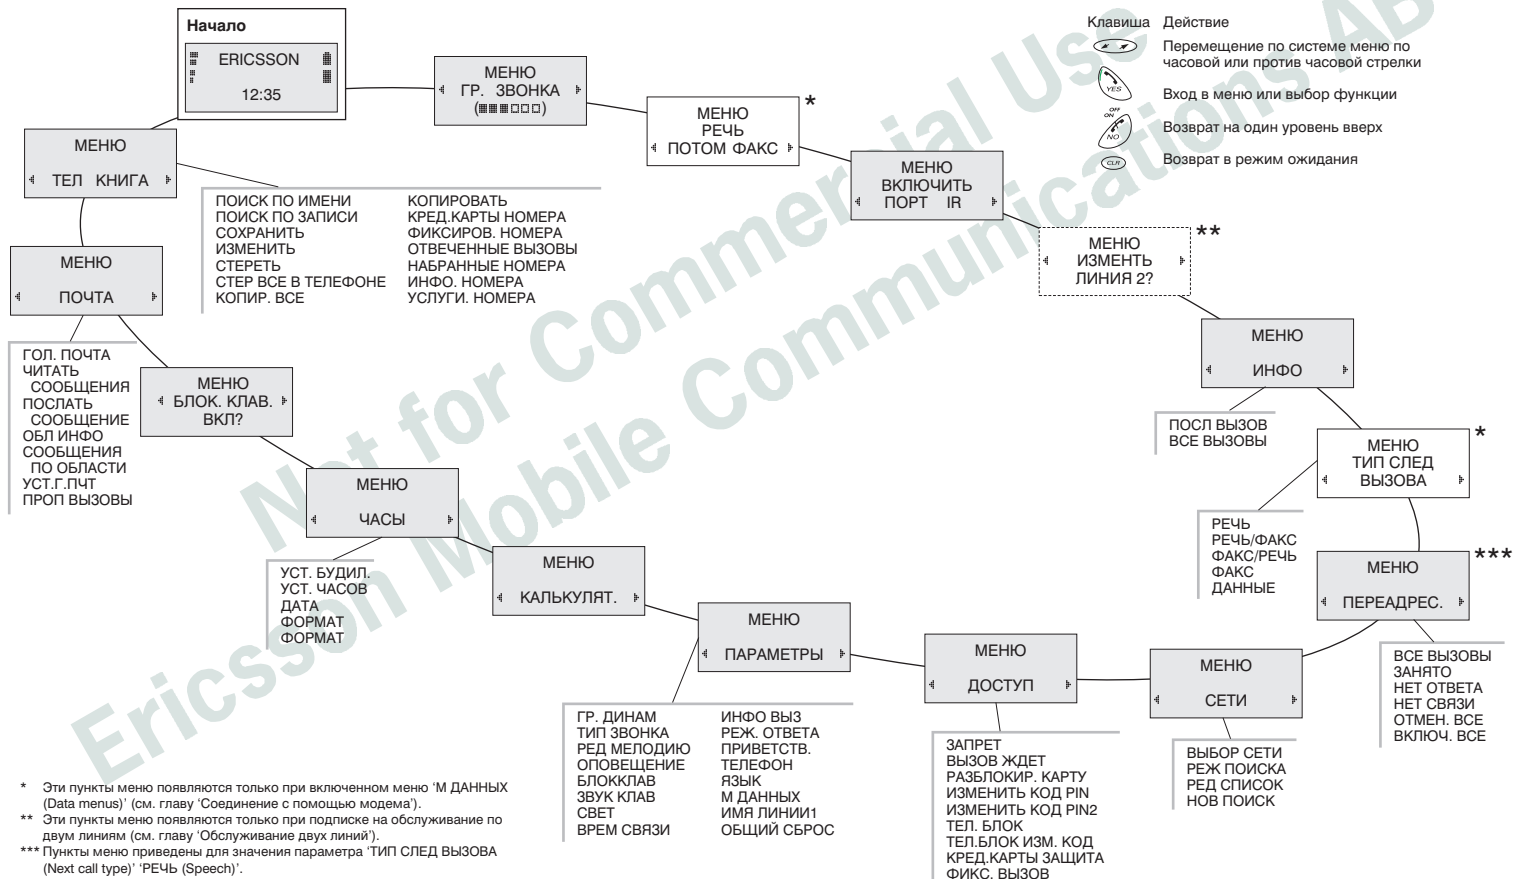 Начало
ERICSSON
12:35
МЕНЮ
ГР. ЗВОНКА
МЕНЮ
РЕЧЬ
ПОТОМ ФАКС
*
МЕНЮ
ВКЛЮЧИТЬ
ПОРТ IR
МЕНЮ
ИЗМЕНТЬ
ЛИНИЯ 2?
**
МЕНЮ
ИНФО
ПОСЛ ВЫЗОВ
ВСЕ ВЫЗОВЫ
МЕНЮ
ТИП СЛЕД
ВЫЗОВА
*
РЕЧЬ
РЕЧЬ/ФАКС
ФАКС/РЕЧЬ
ФАКС
ДАННЫЕ
МЕНЮ
ПЕРЕАДРЕС.
***
ВСЕ ВЫЗОВЫ
ЗАНЯТО
НЕТ ОТВЕТА
НЕТ СВЯЗИ
ОТМЕН. ВСЕ
ВКЛЮЧ. ВСЕ
МЕНЮ
СЕТИ
ВЫБОР СЕТИ
РЕЖ ПОИСКА
РЕД СПИСОК
НОВ ПОИСК
МЕНЮ
ДОСТУП
ЗАПРЕТ
ВЫЗОВ ЖДЕТ
РАЗБЛОКИР. КАРТУ
ИЗМЕНИТЬ КОД PIN
ИЗМЕНИТЬ КОД PIN2
ТЕЛ. БЛОК
ТЕЛ.БЛОК ИЗМ. КОД
КРЕД.КАРТЫ ЗАЩИТА
ФИКС. ВЫЗОВ
МЕНЮ
ПАРАМЕТРЫ
ГР. ДИНАМ
ТИП ЗВОНКА
РЕД МЕЛОДИЮ
ОПОВЕЩЕНИЕ
БЛОККЛАВ
ЗВУК КЛАВ
СВЕТ
ВРЕМ СВЯЗИ
ИНФО ВЫЗ
РЕЖ. ОТВЕТА
ПРИВЕТСТВ.
ТЕЛЕФОН
ЯЗЫК
М ДАННЫХ
ИМЯ ЛИНИИ1
ОБЩИЙ СБРОС
МЕНЮ
КАЛЬКУЛЯТ.
МЕНЮ
ЧАСЫ
УСТ. БУДИЛ.
УСТ. ЧАСОВ
ДАТА
ФОРМАТ
ФОРМАТ
МЕНЮ
БЛОК. КЛАВ.
ВКЛ?
МЕНЮ
ПОЧТА
ГОЛ. ПОЧТА
ЧИТАТЬ
СООБЩЕНИЯ
ПОСЛАТЬ
СООБЩЕНИЕ
ОБЛ ИНФО
СООБЩЕНИЯ
ПО ОБЛАСТИ
УСТ.Г.ПЧТ
ПРОП ВЫЗОВЫ
МЕНЮ
ТЕЛ КНИГА
ПОИСК ПО ИМЕНИ
ПОИСК ПО ЗАПИСИ
СОХРАНИТЬ
ИЗМЕНИТЬ
СТЕРЕТЬ
СТЕР ВСЕ В ТЕЛЕФОНЕ
КОПИР. ВСЕ
КОПИРОВАТЬ
КРЕД.КАРТЫ НОМЕРА
ФИКСИРОВ. НОМЕРА
ОТВЕЧЕННЫЕ ВЫЗОВЫ
НАБРАННЫЕ НОМЕРА
ИНФО. НОМЕРА
УСЛУГИ. НОМЕРА
Клавиша Действие
Перемещение по системе меню по
часовой или против часовой стрелки
YES
Вход в меню или выбор функции
OFF
ON
NO
Возврат на один уровень вверх
CLR
Возврат в режим ожидания
* Эти пункты меню появляются только при включенном меню ‘М ДАННЫХ
(Data menus)’ (см. главу ‘Соединение с помощью модема’).
** Эти пункты меню появляются только при подписке на обслуживание по
двум линиям (см. главу ‘Обслуживание двух линий’).
*** Пункты меню приведены для значения параметра ‘ТИП СЛЕД ВЫЗОВА
(Next call type)’ ‘РЕЧЬ (Speech)’.
Not for Commercial Use
Ericsson Mobile Communications AB